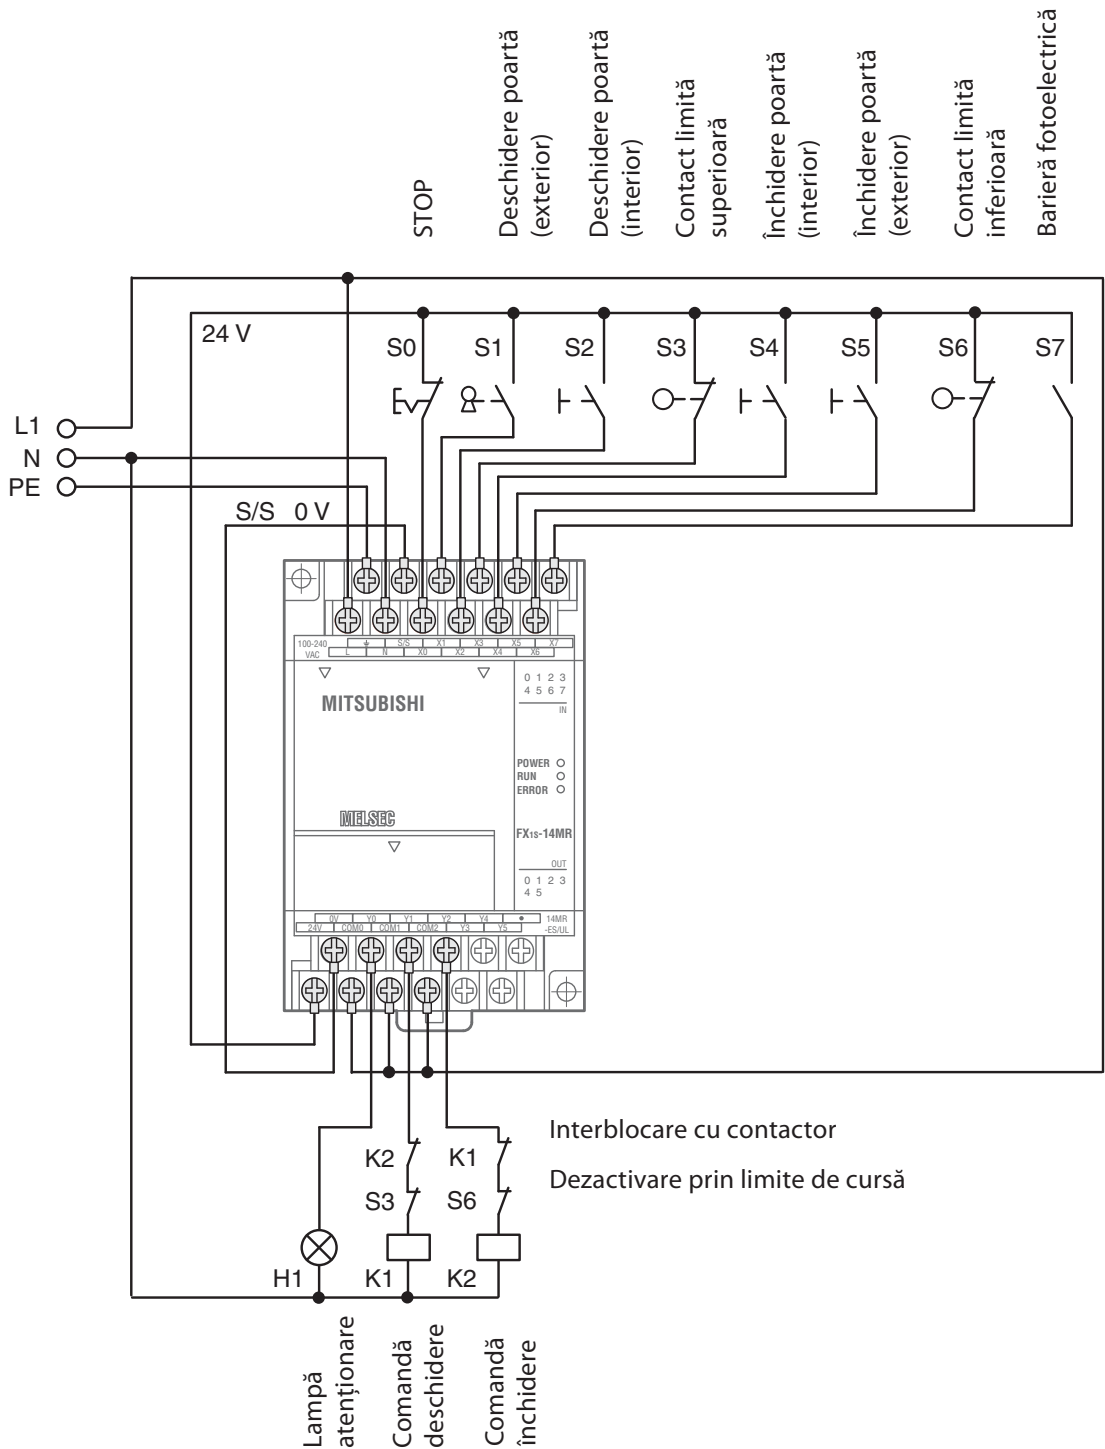 STOP
Deschidere poartă
(exterior)
Deschidere poartă
(interior)
Contact limită
superioară
Închidere poartă
(interior)
Închidere poartă
(exterior)
Contact limită
inferioară
Barieră fotoelectrică
24 V
S0
S1
S2
S3
S4
S5
S6
S7
L1
N
PE
S/S 0 V
100-240
VAC
S/S X1 X3 X5 X7
L N X0 X2 X4 X6
0 1 2 3
4 5 6 7
IN
MITSUBISHI
POWER
RUN
ERROR
MELSEC
FX1S-14MR
OUT
0 1 2 3
4 5
0V Y0 Y1 Y2 Y4 •
24V COM0 COM1 COM2 Y3 Y5
14MR
-ES/UL
K2
K1
Interblocare cu contactor
S3
S6
Dezactivare prin limite de cursă
H1
K1
K2
Lampă
atenționare
Comandă
deschidere
Comandă
închidere